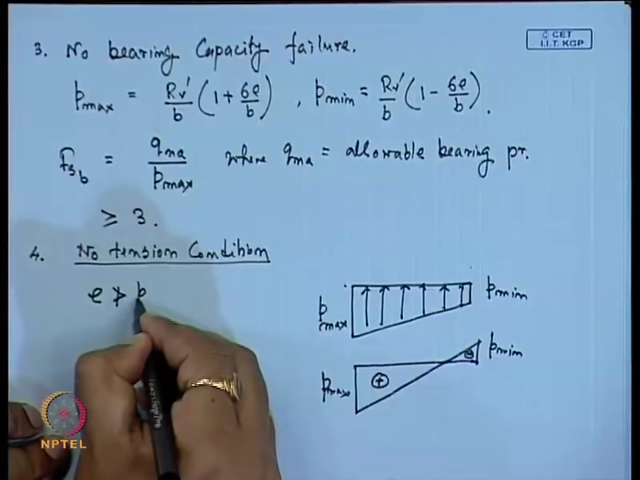 © CET
I.I.T. KGP
3. No bearing Capacity failure.
pmax = Rv'/b (1 + 6e/b), pmin = Rv'/b (1 - 6e/b).
Fsb = qna/pmax where qna = allowable bearing pr.
≥ 3.
4. No tension Condition
e ≯ b
pmax pmin
pmax + - pmin
NPTEL